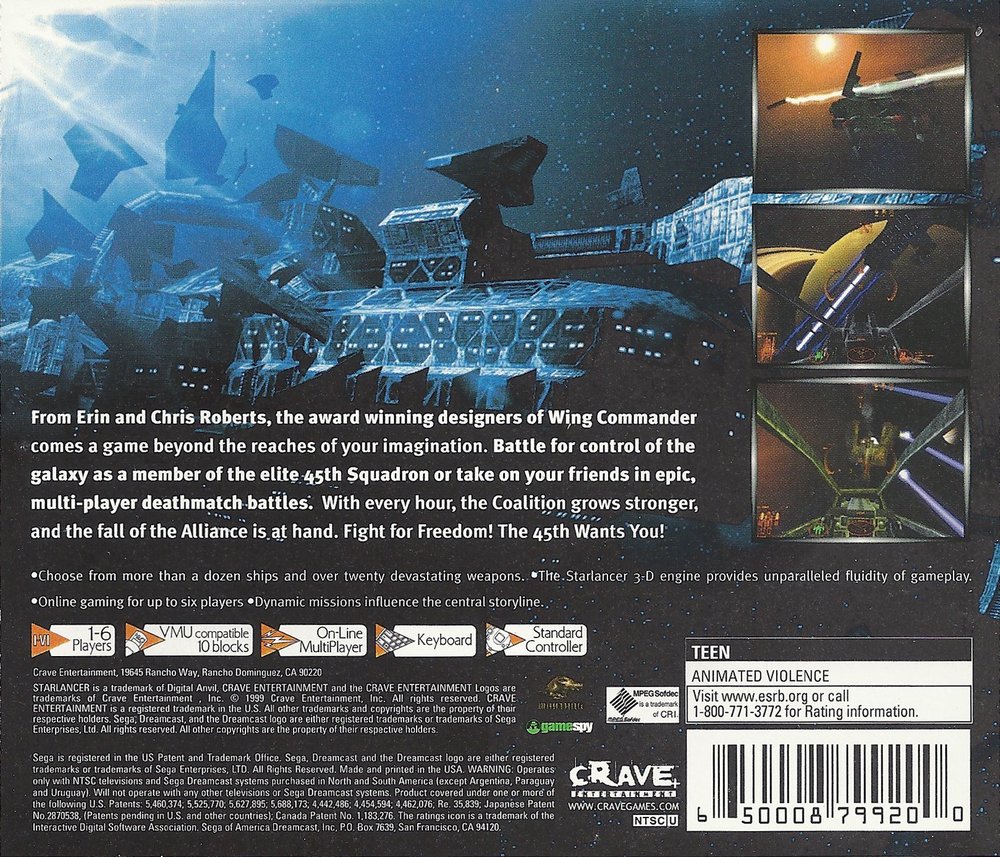 From Erin and Chris Roberts, the award winning designers of Wing Commander
comes a game beyond the reaches of your imagination. Battle for control of the
galaxy as a member of the elite 45th Squadron or take on your friends in epic,
multi-player deathmatch battles. With every hour, the Coalition grows stronger,
and the fall of the Alliance is at hand. Fight for Freedom! The 45th Wants You!
•Choose from more than a dozen ships and over twenty devastating weapons. •The Starlancer 3-D engine provides unparalleled fluidity of gameplay.
•Online gaming for up to six players •Dynamic missions influence the central storyline.
I-VI
1-6
Players
VMU compatible
10 blocks
On-Line
MultiPlayer
Keyboard
Standard
Controller
Crave Entertainment, 19645 Rancho Way, Rancho Dominguez, CA 90220
STARLANCER is a trademark of Digital Anvil, CRAVE ENTERTAINMENT and the CRAVE ENTERTAINMENT Logos are
trademarks of Crave Entertainment , Inc. © 1999 Crave Entertainment, Inc. All rights reserved. CRAVE
ENTERTAINMENT is a registered trademark in the U.S. All other trademarks and copyrights are the property of their
respective holders. Sega, Dreamcast, and the Dreamcast logo are either registered trademarks or trademarks of Sega
Enterprises, Ltd. All rights reserved. All other copyrights are the property of their respective holders.
WARTHOG
gamespy
MPEG Sofdec
is a trademark
of CRI.
MPEG Sofdec
Sega is registered in the US Patent and Trademark Office. Sega, Dreamcast and the Dreamcast logo are either registered
trademarks or trademarks of Sega Enterprises, LTD. All Rights Reserved. Made and printed in the USA. WARNING: Operates
only with NTSC televisions and Sega Dreamcast systems purchased in North and South America (except Argentina, Paraguay
and Uruguay). Will not operate with any other televisions or Sega Dreamcast systems. Product covered under one or more of
the following U.S. Patents: 5,460,374; 5,525,770; 5,627,895; 5,688,173; 4,442,486; 4,454,594; 4,462,076; Re. 35,839; Japanese Patent
No.2870538, (Patents pending in U.S. and other countries); Canada Patent No. 1,183,276. The ratings icon is a trademark of the
Interactive Digital Software Association. Sega of America Dreamcast, Inc, P.O. Box 7639, San Francisco, CA 94120.
CRAVE
ENTERTAINMENT
WWW.CRAVEGAMES.COM
NTSC U
TEEN
ANIMATED VIOLENCE
Visit www.esrb.org or call
1-800-771-3772 for Rating information.
6 50008 79920 0